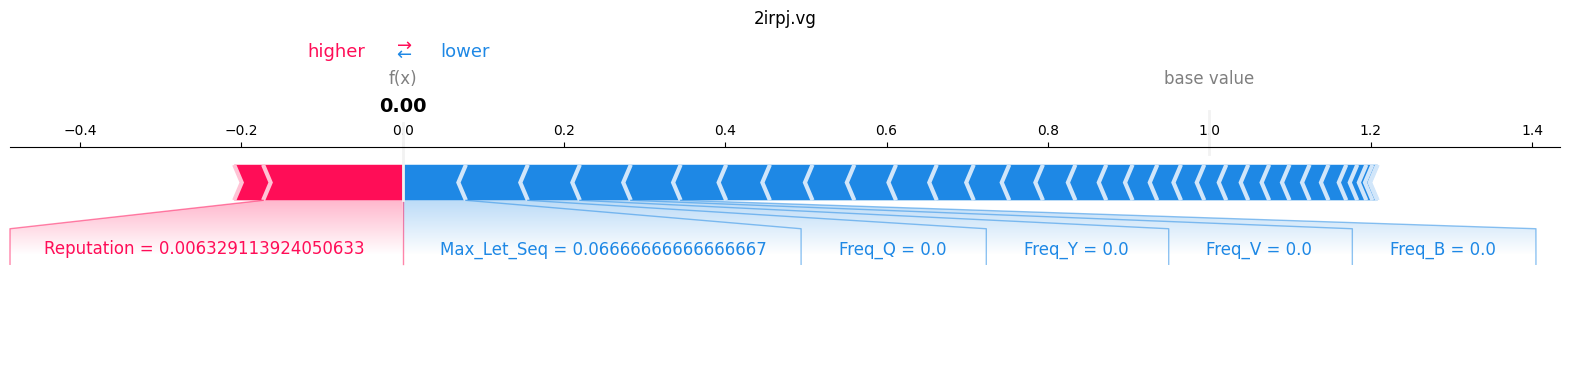 2irpj.vg
higher → ← lower
f(x) base value
0.00
−0.4 −0.2 0.0 0.2 0.4 0.6 0.8 1.0 1.2 1.4
Reputation = 0.006329113924050633 Max_Let_Seq = 0.06666666666666667 Freq_Q = 0.0 Freq_Y = 0.0 Freq_V = 0.0 Freq_B = 0.0